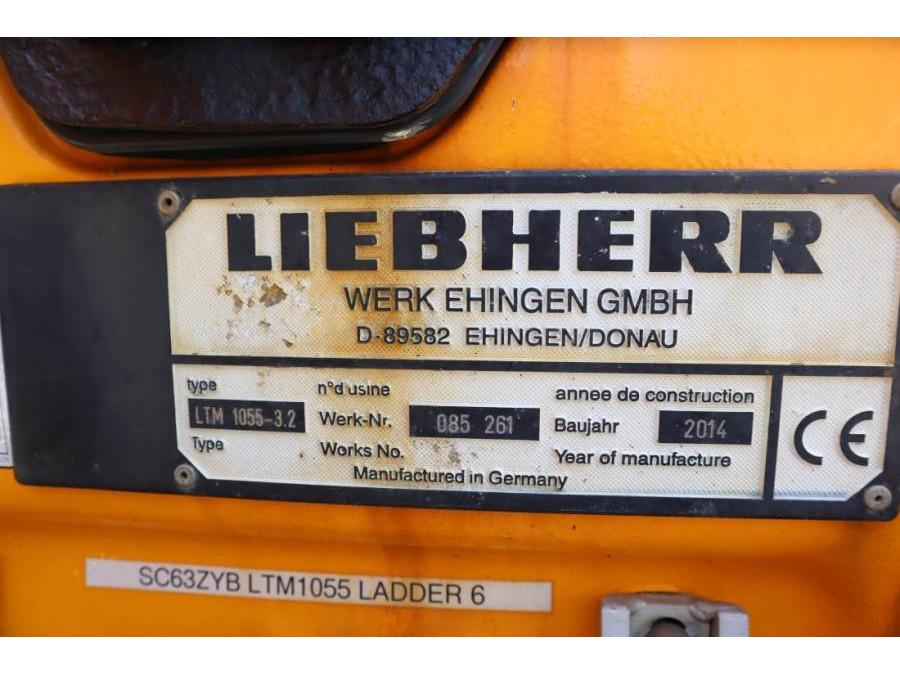 LIEBHERR
WERK EHINGEN GMBH
D-89582 EHINGEN/DONAU
type n°d usine annee de construction
LTM 1055-3.2 Werk-Nr. 085 261 Baujahr 2014 CE
Type Works No. Year of manufacture
Manufactured in Germany
SC63ZYB LTM1055 LADDER 6